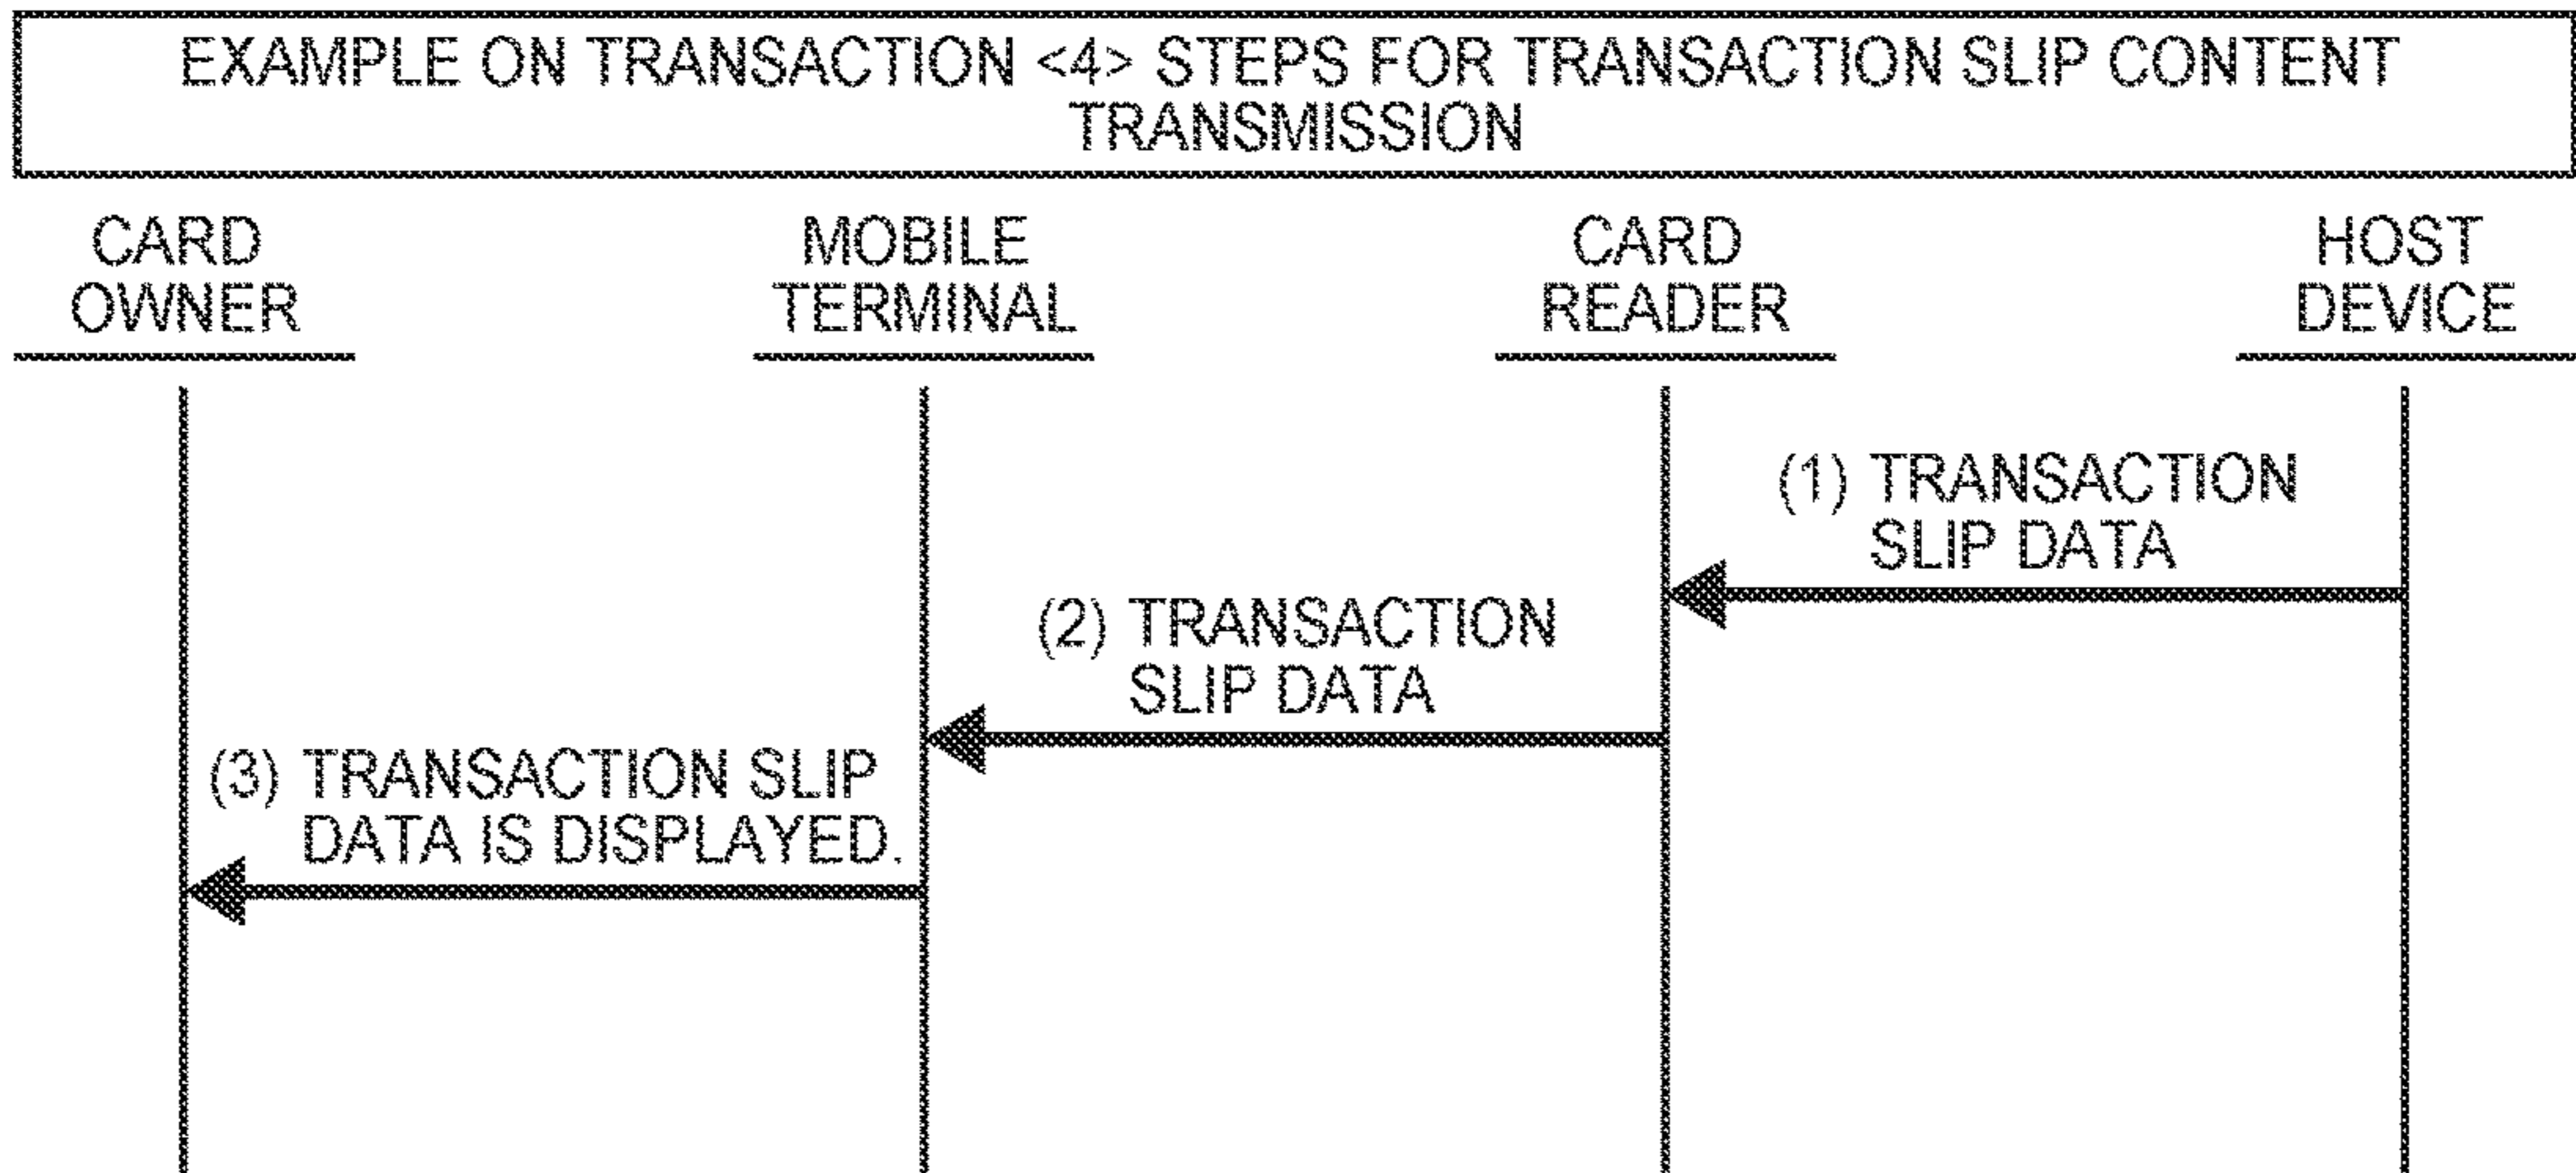 EXAMPLE ON TRANSACTION <4> STEPS FOR TRANSACTION SLIP CONTENT
TRANSMISSION
CARD
OWNER
MOBILE
TERMINAL
CARD
READER
HOST
DEVICE
(1) TRANSACTION
SLIP DATA
(2) TRANSACTION
SLIP DATA
(3) TRANSACTION SLIP
DATA IS DISPLAYED.